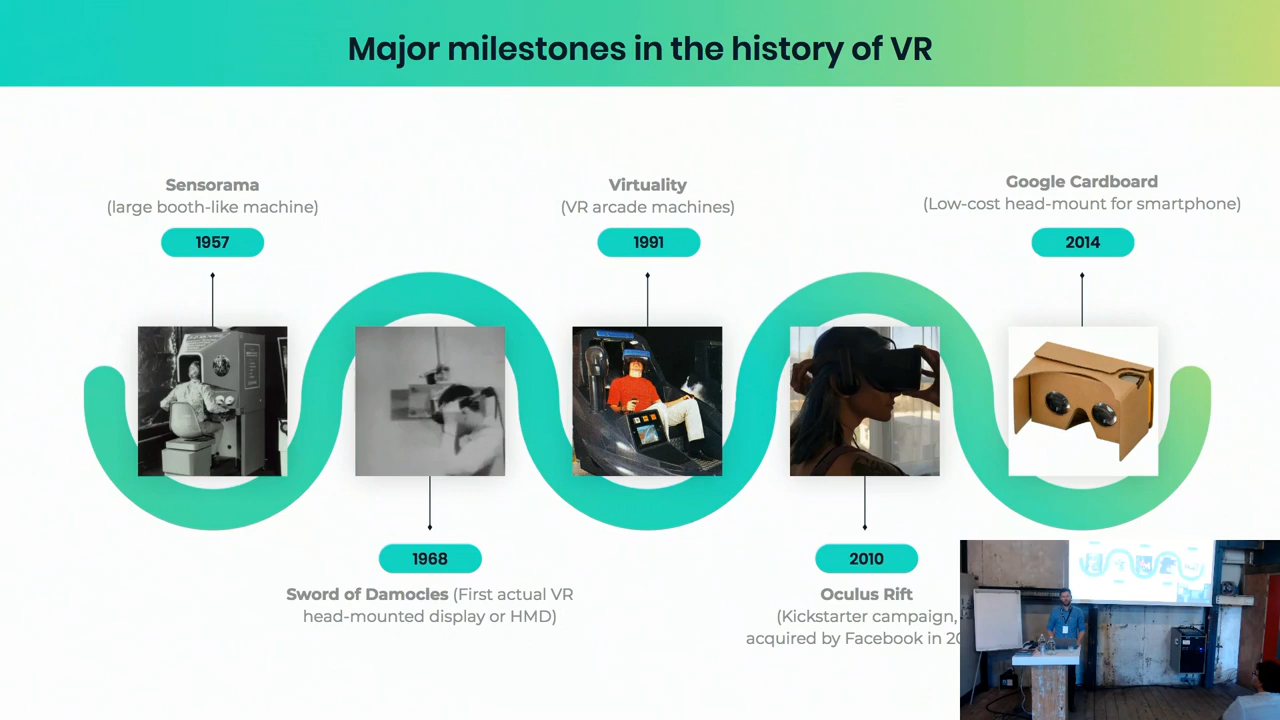 Major milestones in the history of VR
Sensorama
(large booth-like machine)
1957
Virtuality
(VR arcade machines)
1991
Google Cardboard
(Low-cost head-mount for smartphone)
2014
1968
Sword of Damocles (First actual VR
head-mounted display or HMD)
2010
Oculus Rift
(Kickstarter campaign,
acquired by Facebook in